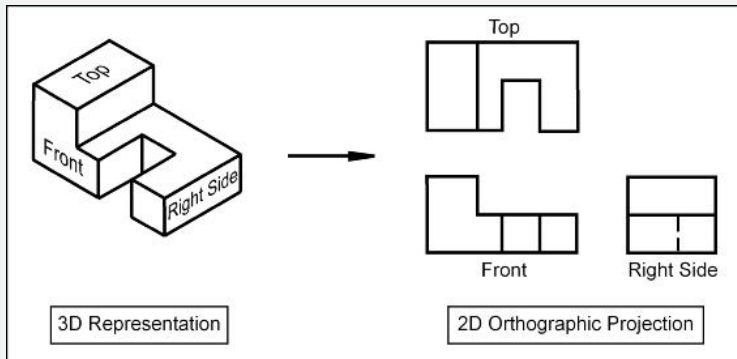 Top
Front
Right Side
Top
Front
Right Side
3D Representation
2D Orthographic Projection